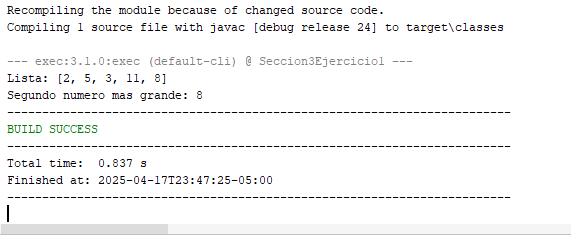 Recompiling the module because of changed source code.
Compiling 1 source file with javac [debug release 24] to target\classes
--- exec:3.1.0:exec (default-cli) @ Seccion3Ejercicio1 ---
Lista: [2, 5, 3, 11, 8]
Segundo numero mas grande: 8
------------------------------------------------------------------------
BUILD SUCCESS
------------------------------------------------------------------------
Total time:  0.837 s
Finished at: 2025-04-17T23:47:25-05:00
------------------------------------------------------------------------